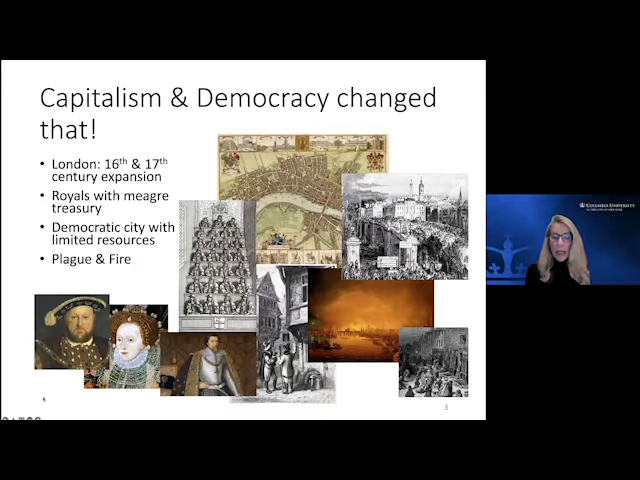 Capitalism & Democracy changed
that!
• London: 16th & 17th
century expansion
• Royals with meagre
treasury
• Democratic city with
limited resources
• Plague & Fire
3
COLUMBIA UNIVERSITY